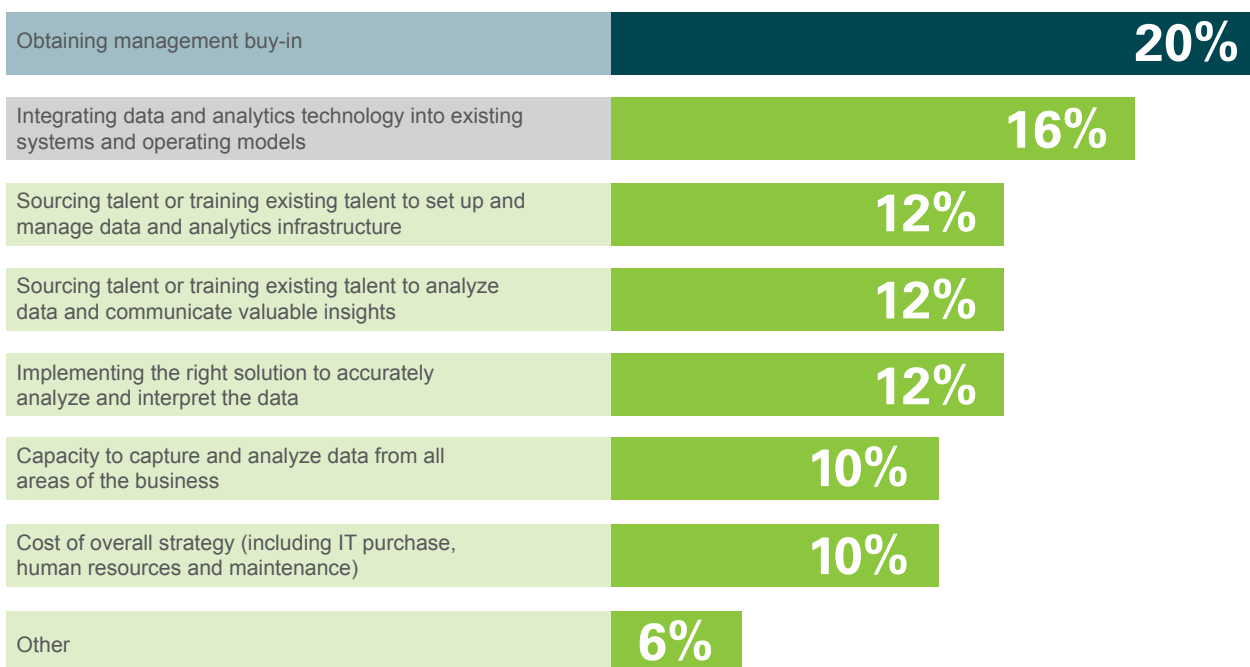 Obtaining management buy-in
20%
Integrating data and analytics technology into existing
systems and operating models
16%
Sourcing talent or training existing talent to set up and
manage data and analytics infrastructure
12%
Sourcing talent or training existing talent to analyze
data and communicate valuable insights
12%
Implementing the right solution to accurately
analyze and interpret the data
12%
Capacity to capture and analyze data from all
areas of the business
10%
Cost of overall strategy (including IT purchase,
human resources and maintenance)
10%
Other
6%